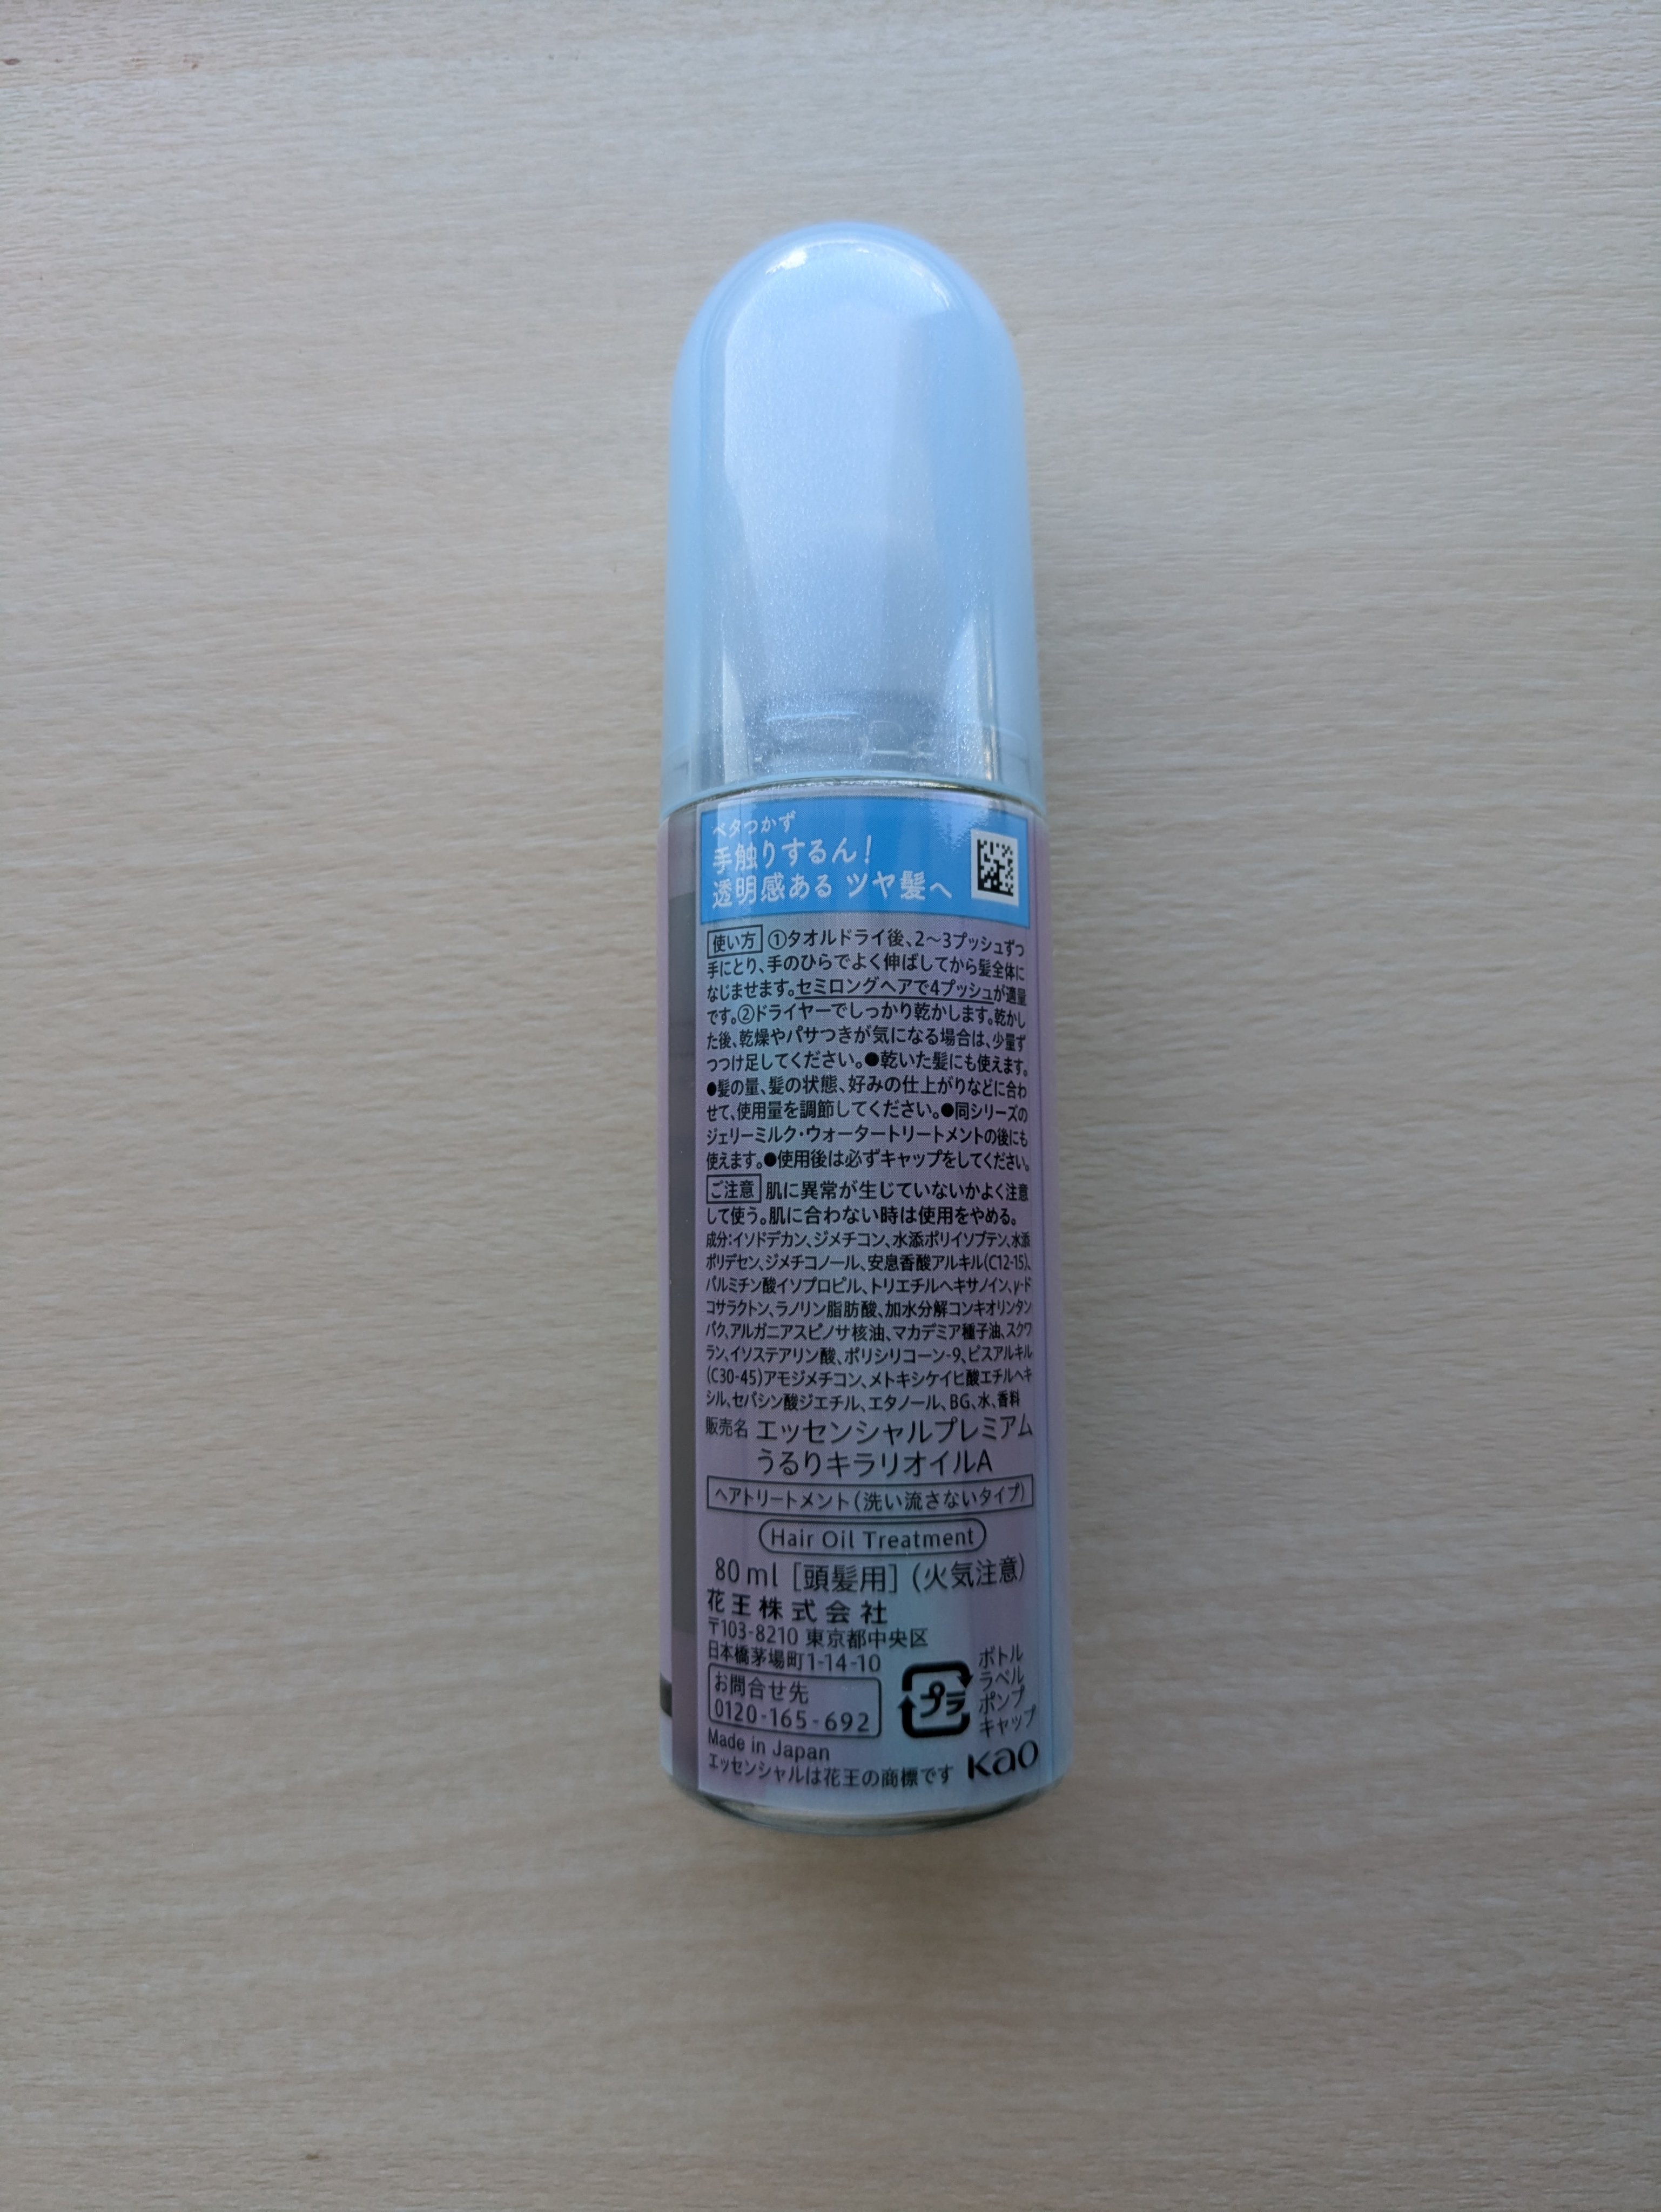 ベタつかず
手触りするん!
透明感ある ツヤ髪へ
使い方 ①タオルドライ後、2〜3プッシュずつ
手にとり、手のひらでよく伸ばしてから髪全体に
なじませます。セミロングヘアで4プッシュが適量
です。②ドライヤーでしっかり乾かします。乾かし
た後、乾燥やパサつきが気になる場合は、少量ず
つつけ足してください。●乾いた髪にも使えます。
●髪の量、髪の状態、好みの仕上がりなどに合わ
せて、使用量を調節してください。●同シリーズの
ジェリーミルク・ウォータートリートメントの後にも
使えます。●使用後は必ずキャップをしてください。
ご注意 肌に異常が生じていないかよく注意
して使う。肌に合わない時は使用をやめる。
成分:イソドデカン、ジメチコン、水添ポリイソブテン、水添
ポリデセン、ジメチコノール、安息香酸アルキル(C12-15)、
パルミチン酸イソプロピル、トリエチルヘキサノイン、γ-ド
コサラクトン、ラノリン脂肪酸、加水分解コンキオリンタン
パク、アルガニアスピノサ核油、マカデミア種子油、スクワ
ラン、イソステアリン酸、ポリシリコーン-9、ビスアルキル
(C30-45)アモジメチコン、メトキシケイヒ酸エチルヘキ
シル、セバシン酸ジエチル、エタノール、BG、水、香料
販売名 エッセンシャルプレミアム
うるりキラリオイルA
ヘアトリートメント(洗い流さないタイプ)
Hair Oil Treatment
80ml [頭髪用] (火気注意)
花王株式会社
〒103-8210 東京都中央区
日本橋茅場町1-14-10
お問合せ先
0120-165-692
プラ
ボトル
ラベル
ポンプ
キャップ
Made in Japan
エッセンシャルは花王の商標です
Kao